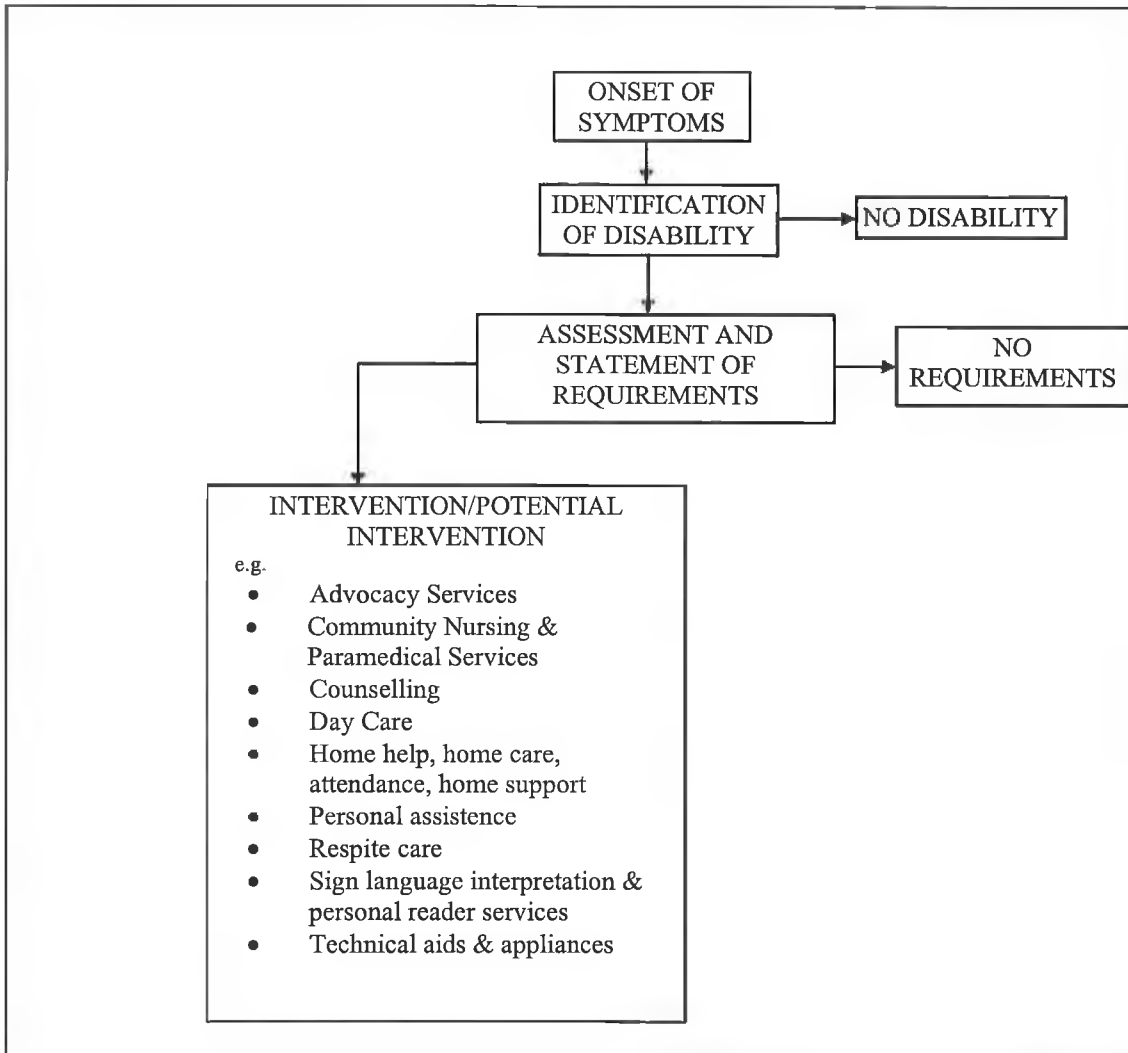 ONSET OF
SYMPTOMS
IDENTIFICATION
OF DISABILITY
NO DISABILITY
ASSESSMENT AND
STATEMENT OF
REQUIREMENTS
NO
REQUIREMENTS
INTERVENTION/POTENTIAL
INTERVENTION
e.g.
• Advocacy Services
• Community Nursing &
Paramedical Services
• Counselling
• Day Care
• Home help, home care,
attendance, home support
• Personal assistence
• Respite care
• Sign language interpretation &
personal reader services
• Technical aids & appliances